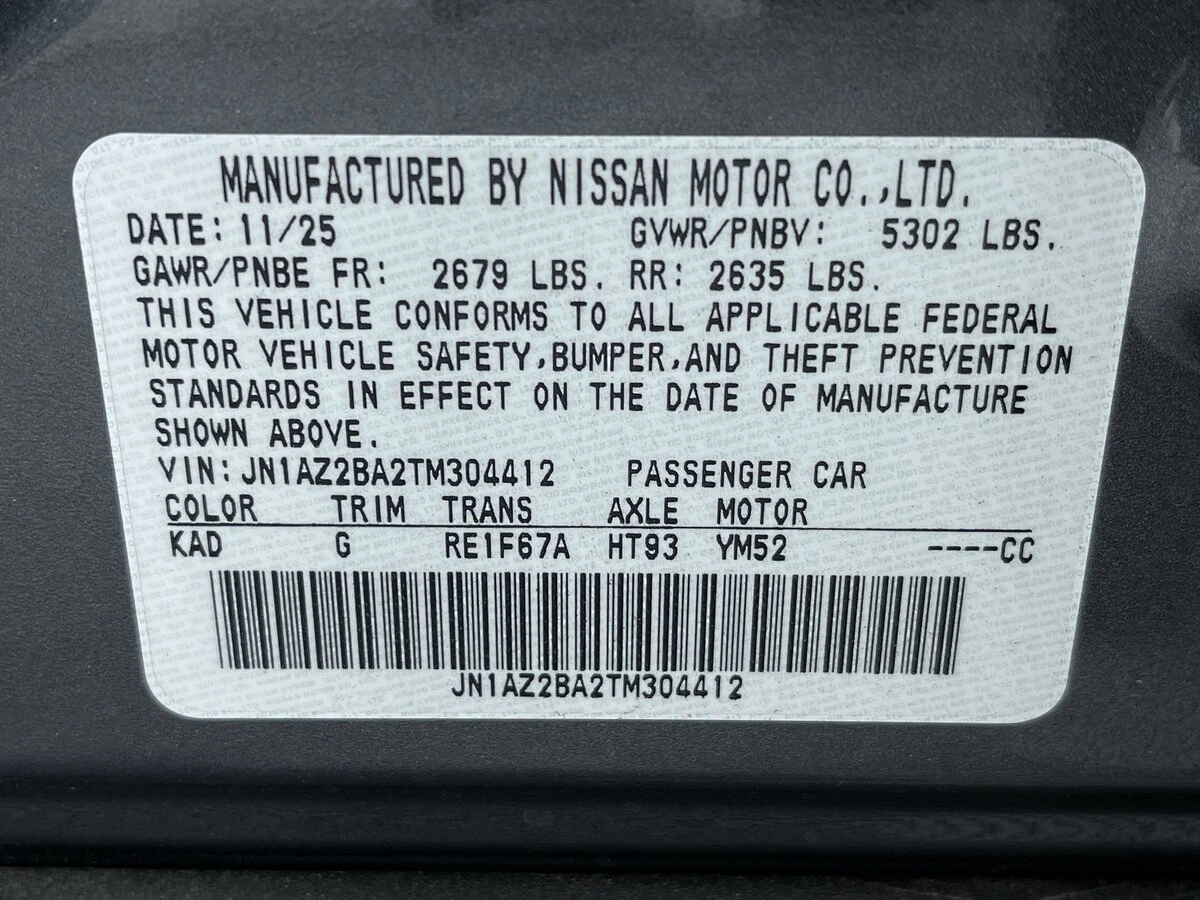 MANUFACTURED BY NISSAN MOTOR CO.,LTD.
DATE: 11/25 GVWR/PNBV: 5302 LBS.
GAWR/PNBE FR: 2679 LBS. RR: 2635 LBS.
THIS VEHICLE CONFORMS TO ALL APPLICABLE FEDERAL
MOTOR VEHICLE SAFETY,BUMPER,AND THEFT PREVENTION
STANDARDS IN EFFECT ON THE DATE OF MANUFACTURE
SHOWN ABOVE.
VIN:JN1AZ2BA2TM304412 PASSENGER CAR
COLOR TRIM TRANS AXLE MOTOR
KAD G RE1F67A HT93 YM52 ----CC
JN1AZ2BA2TM304412